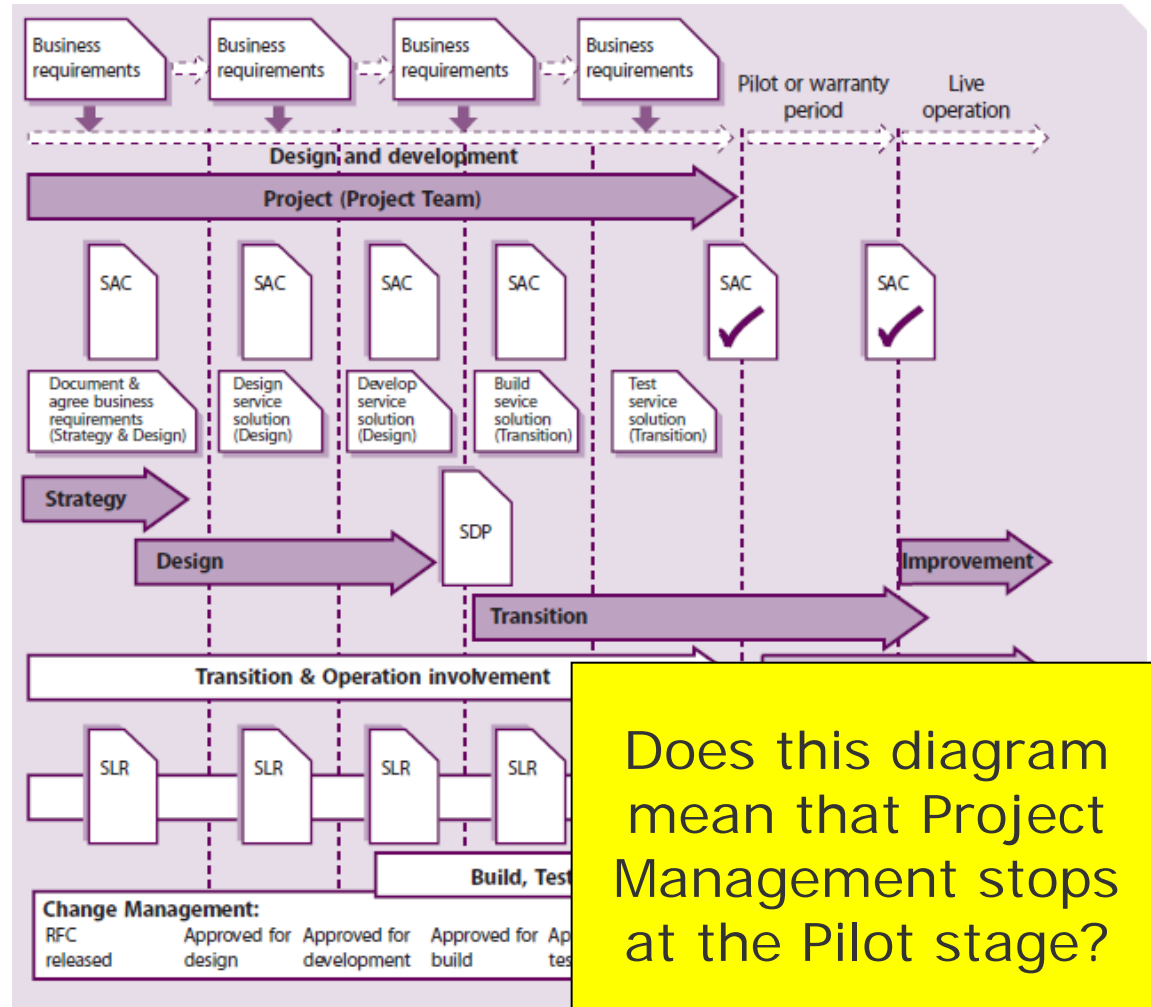 Business
requirements
Business
requirements
Business
requirements
Business
requirements
Pilot or warranty
period
Live
operation
Design and development
Project (Project Team)
SAC
SAC
SAC
SAC
SAC
SAC
Document &
agree business
requirements
(Strategy & Design)
Design
service
solution
(Design)
Develop
service
solution
(Design)
Build
sevice
solution
(Transition)
Test
service
solution
(Transition)
Strategy
SDP
Design
Improvement
Transition
Transition & Operation involvement
SLR
SLR
SLR
SLR
Build, Test
Change Management:
RFC
released
Approved for
design
Approved for
development
Approved for
build
Does this diagram
mean that Project
Management stops
at the Pilot stage?